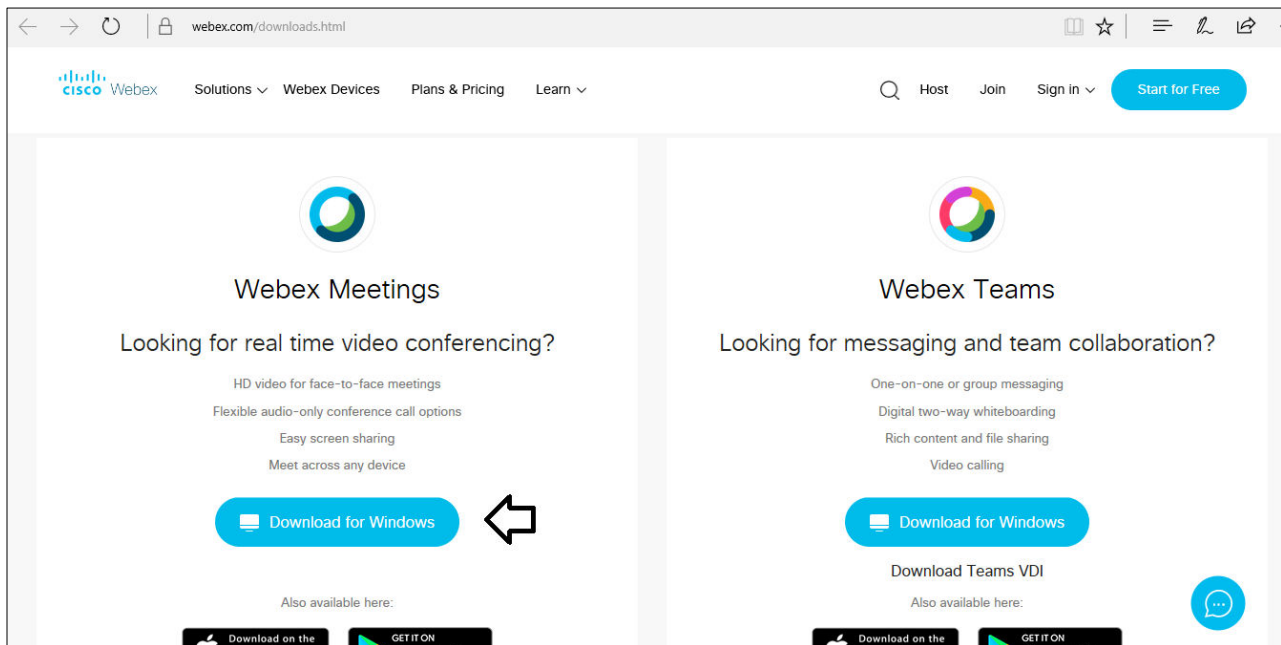 webex.com/downloads.html
cisco Webex Solutions Webex Devices Plans & Pricing Learn Host Join Sign in Start for Free
Webex Meetings
Looking for real time video conferencing?
HD video for face-to-face meetings
Flexible audio-only conference call options
Easy screen sharing
Meet across any device
Download for Windows
Also available here:
Download on the
GET IT ON
Webex Teams
Looking for messaging and team collaboration?
One-on-one or group messaging
Digital two-way whiteboarding
Rich content and file sharing
Video calling
Download for Windows
Download Teams VDI
Also available here:
Download on the
GET IT ON